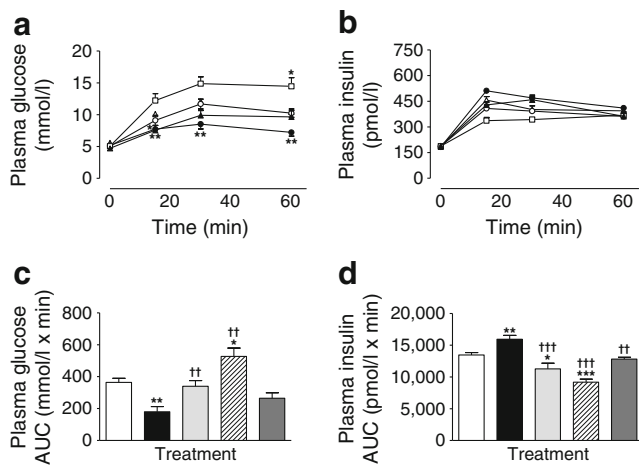 a
b
Plasma glucose
(mmol/l)
20
15
10
5
0
*
**
**
**
**
0
20
40
60
Time (min)
Plasma insulin
(pmol/l)
750
600
450
300
150
0
0
20
40
60
Time (min)
c
d
Plasma glucose
AUC (mmol/l x min)
800
600
400
200
0
**
††
††
*
Treatment
Plasma insulin
AUC (pmol/l x min)
20,000
15,000
10,000
5,000
0
**
†††
*
†††
***
††
Treatment